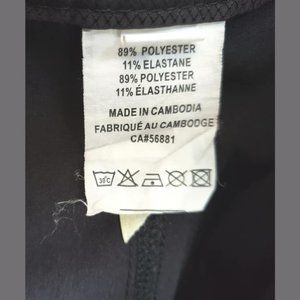 89% POLYESTER
11% ELASTANE
89% POLYESTER
11% ÉLASTHANNE
MADE IN CAMBODIA
FABRIQUÉ AU CAMBODGE
CA#56881
30°C